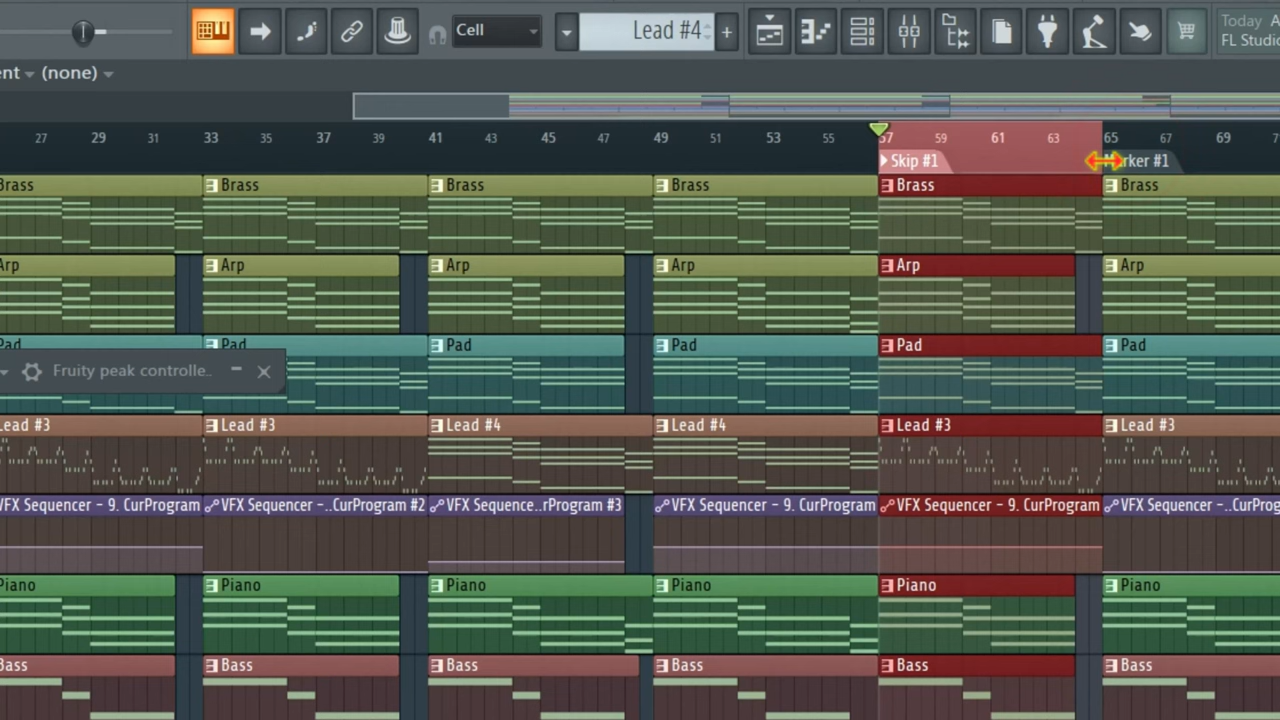 Cell
Lead #4
+
Today
FL Studio
ent (none)
27 29 31 33 35 37 39 41 43 45 47 49 51 53 55 57 59 61 63 65 67 69
Skip #1 rker #1
Brass Brass Brass Brass Brass Brass
Arp Arp Arp Arp Arp Arp
Pad Pad Pad Pad Pad Pad
Fruity peak controlle..
Lead #3 Lead #3 Lead #4 Lead #4 Lead #3 Lead #3
VFX Sequencer - 9. CurProgram VFX Sequencer -..CurProgram #2 VFX Sequence..rProgram #3 VFX Sequencer - 9. CurProgram VFX Sequencer - 9. CurProgram VFX Sequencer -..CurProg
Piano Piano Piano Piano Piano Piano
Bass Bass Bass Bass Bass Bass